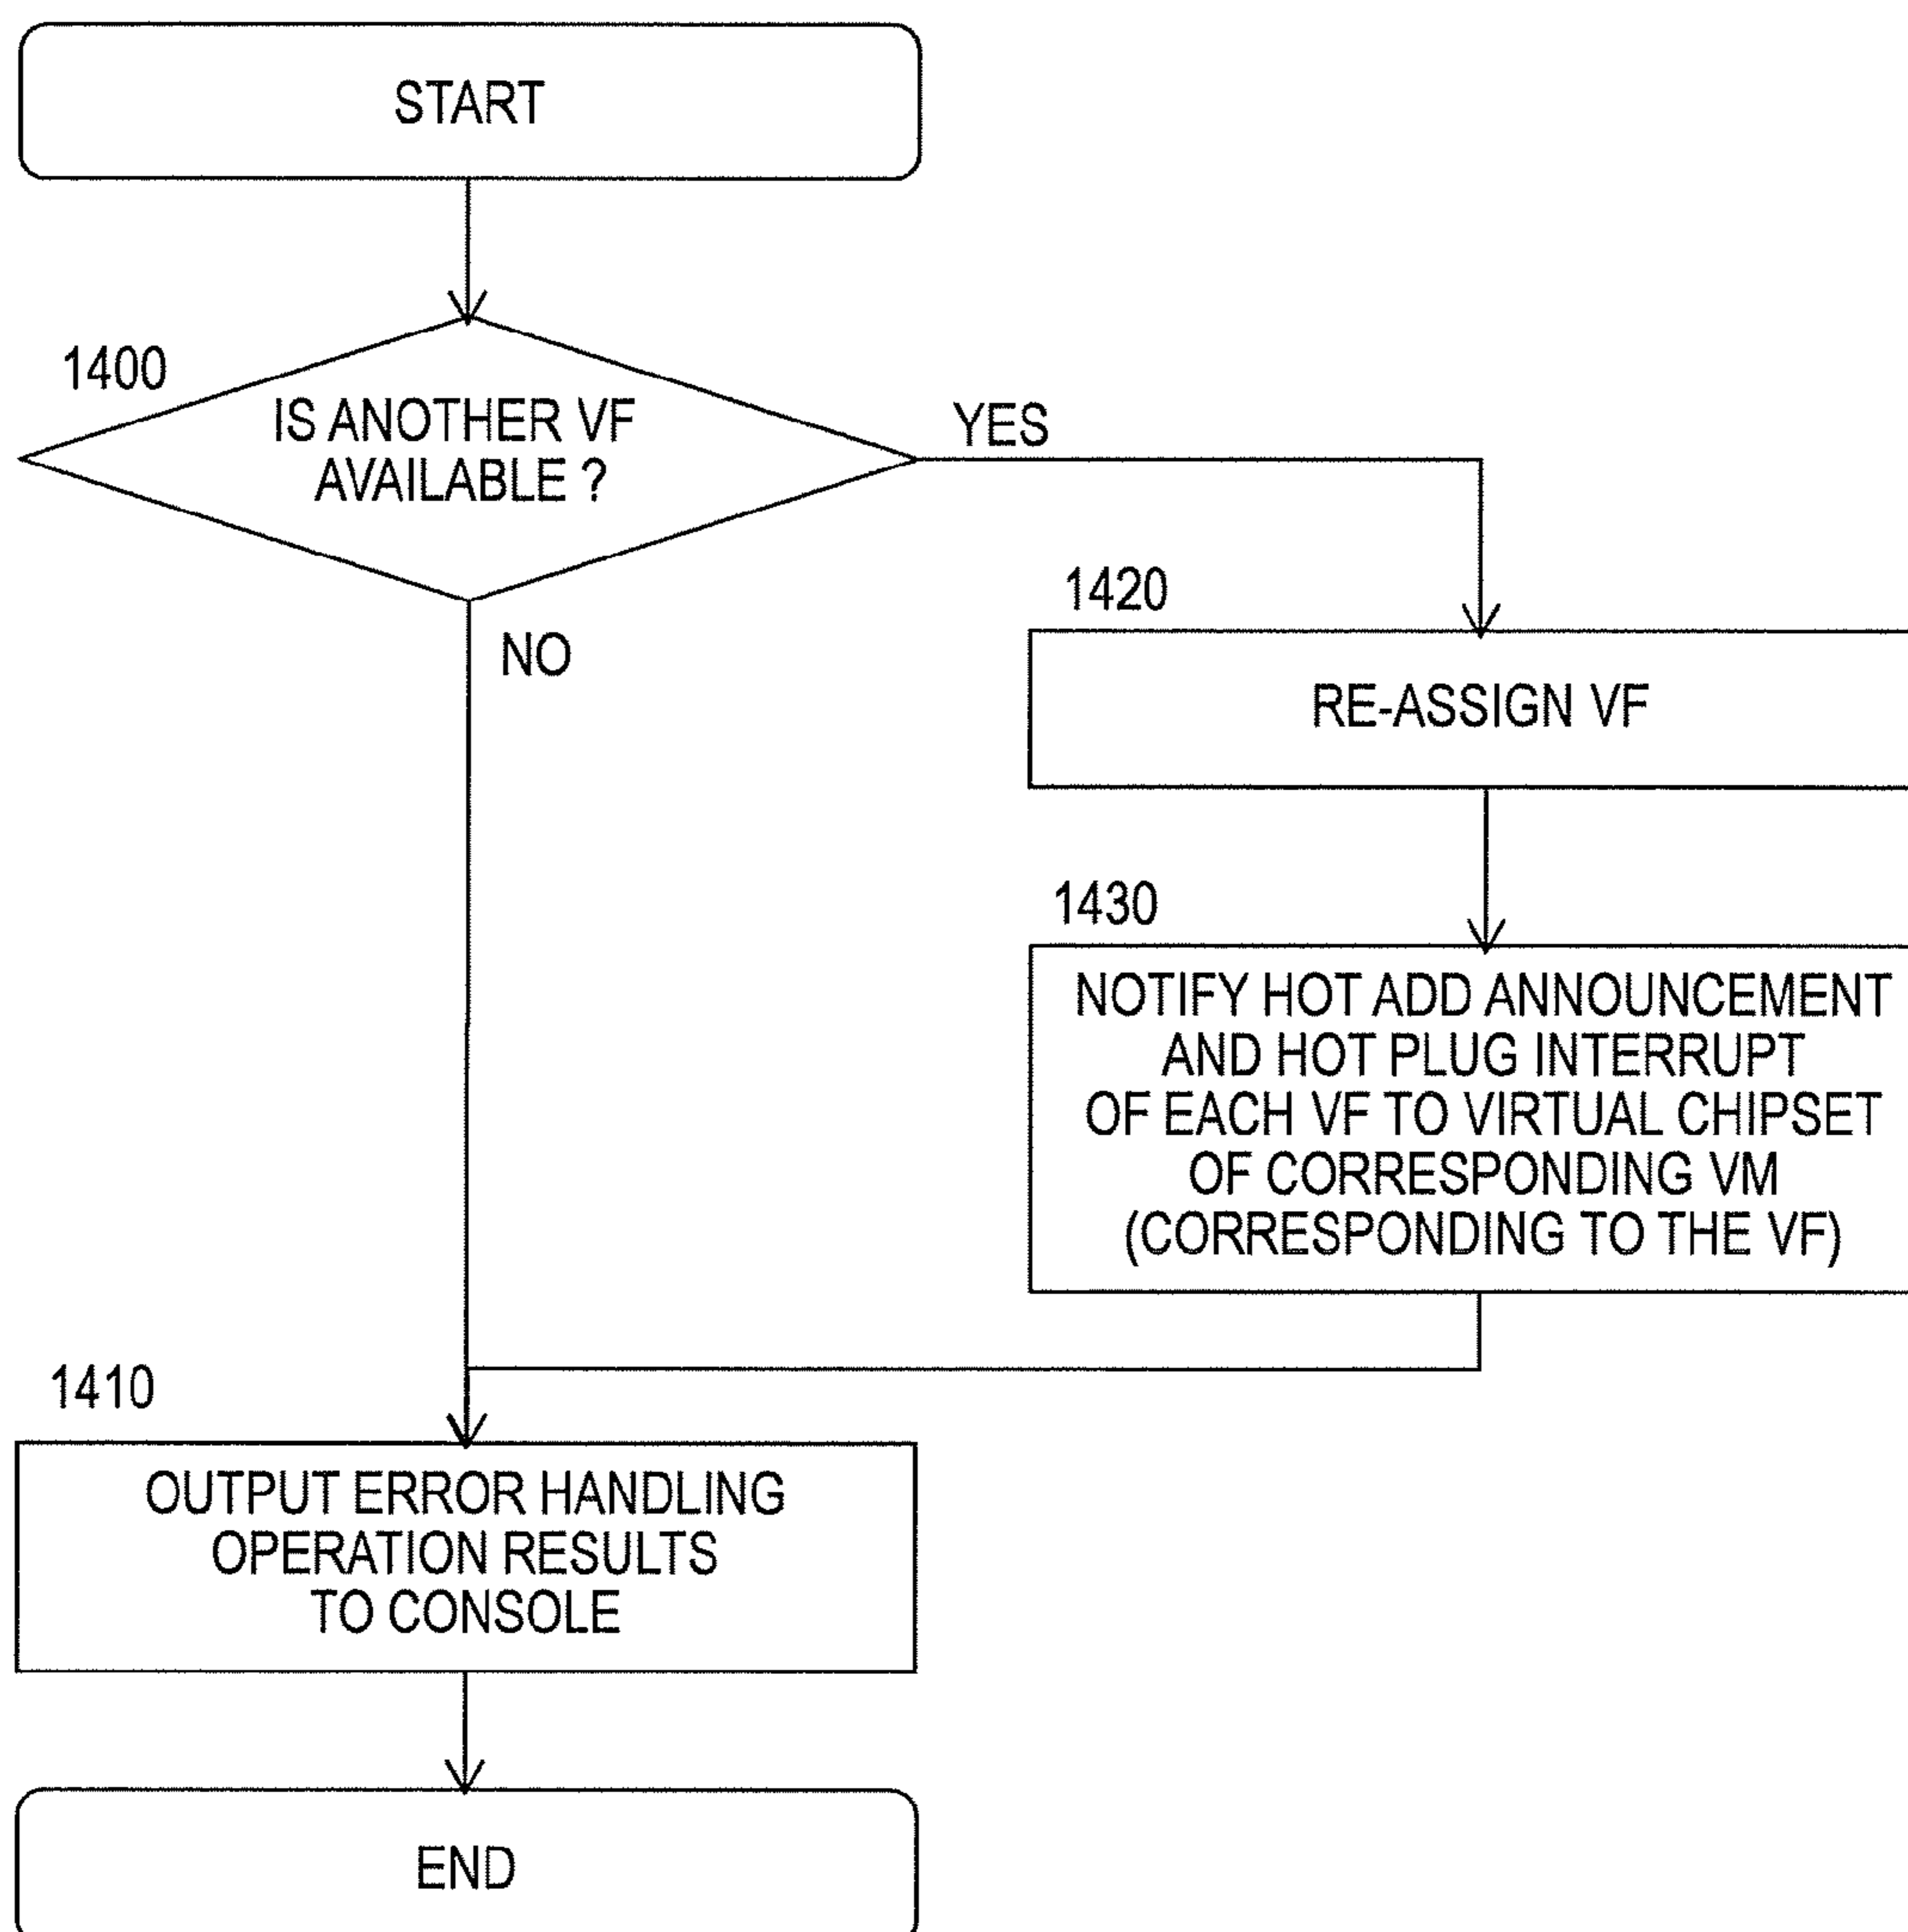 START
1400
IS ANOTHER VF
AVAILABLE ?
YES
NO
1420
RE-ASSIGN VF
1430
NOTIFY HOT ADD ANNOUNCEMENT
AND HOT PLUG INTERRUPT
OF EACH VF TO VIRTUAL CHIPSET
OF CORRESPONDING VM
(CORRESPONDING TO THE VF)
1410
OUTPUT ERROR HANDLING
OPERATION RESULTS
TO CONSOLE
END